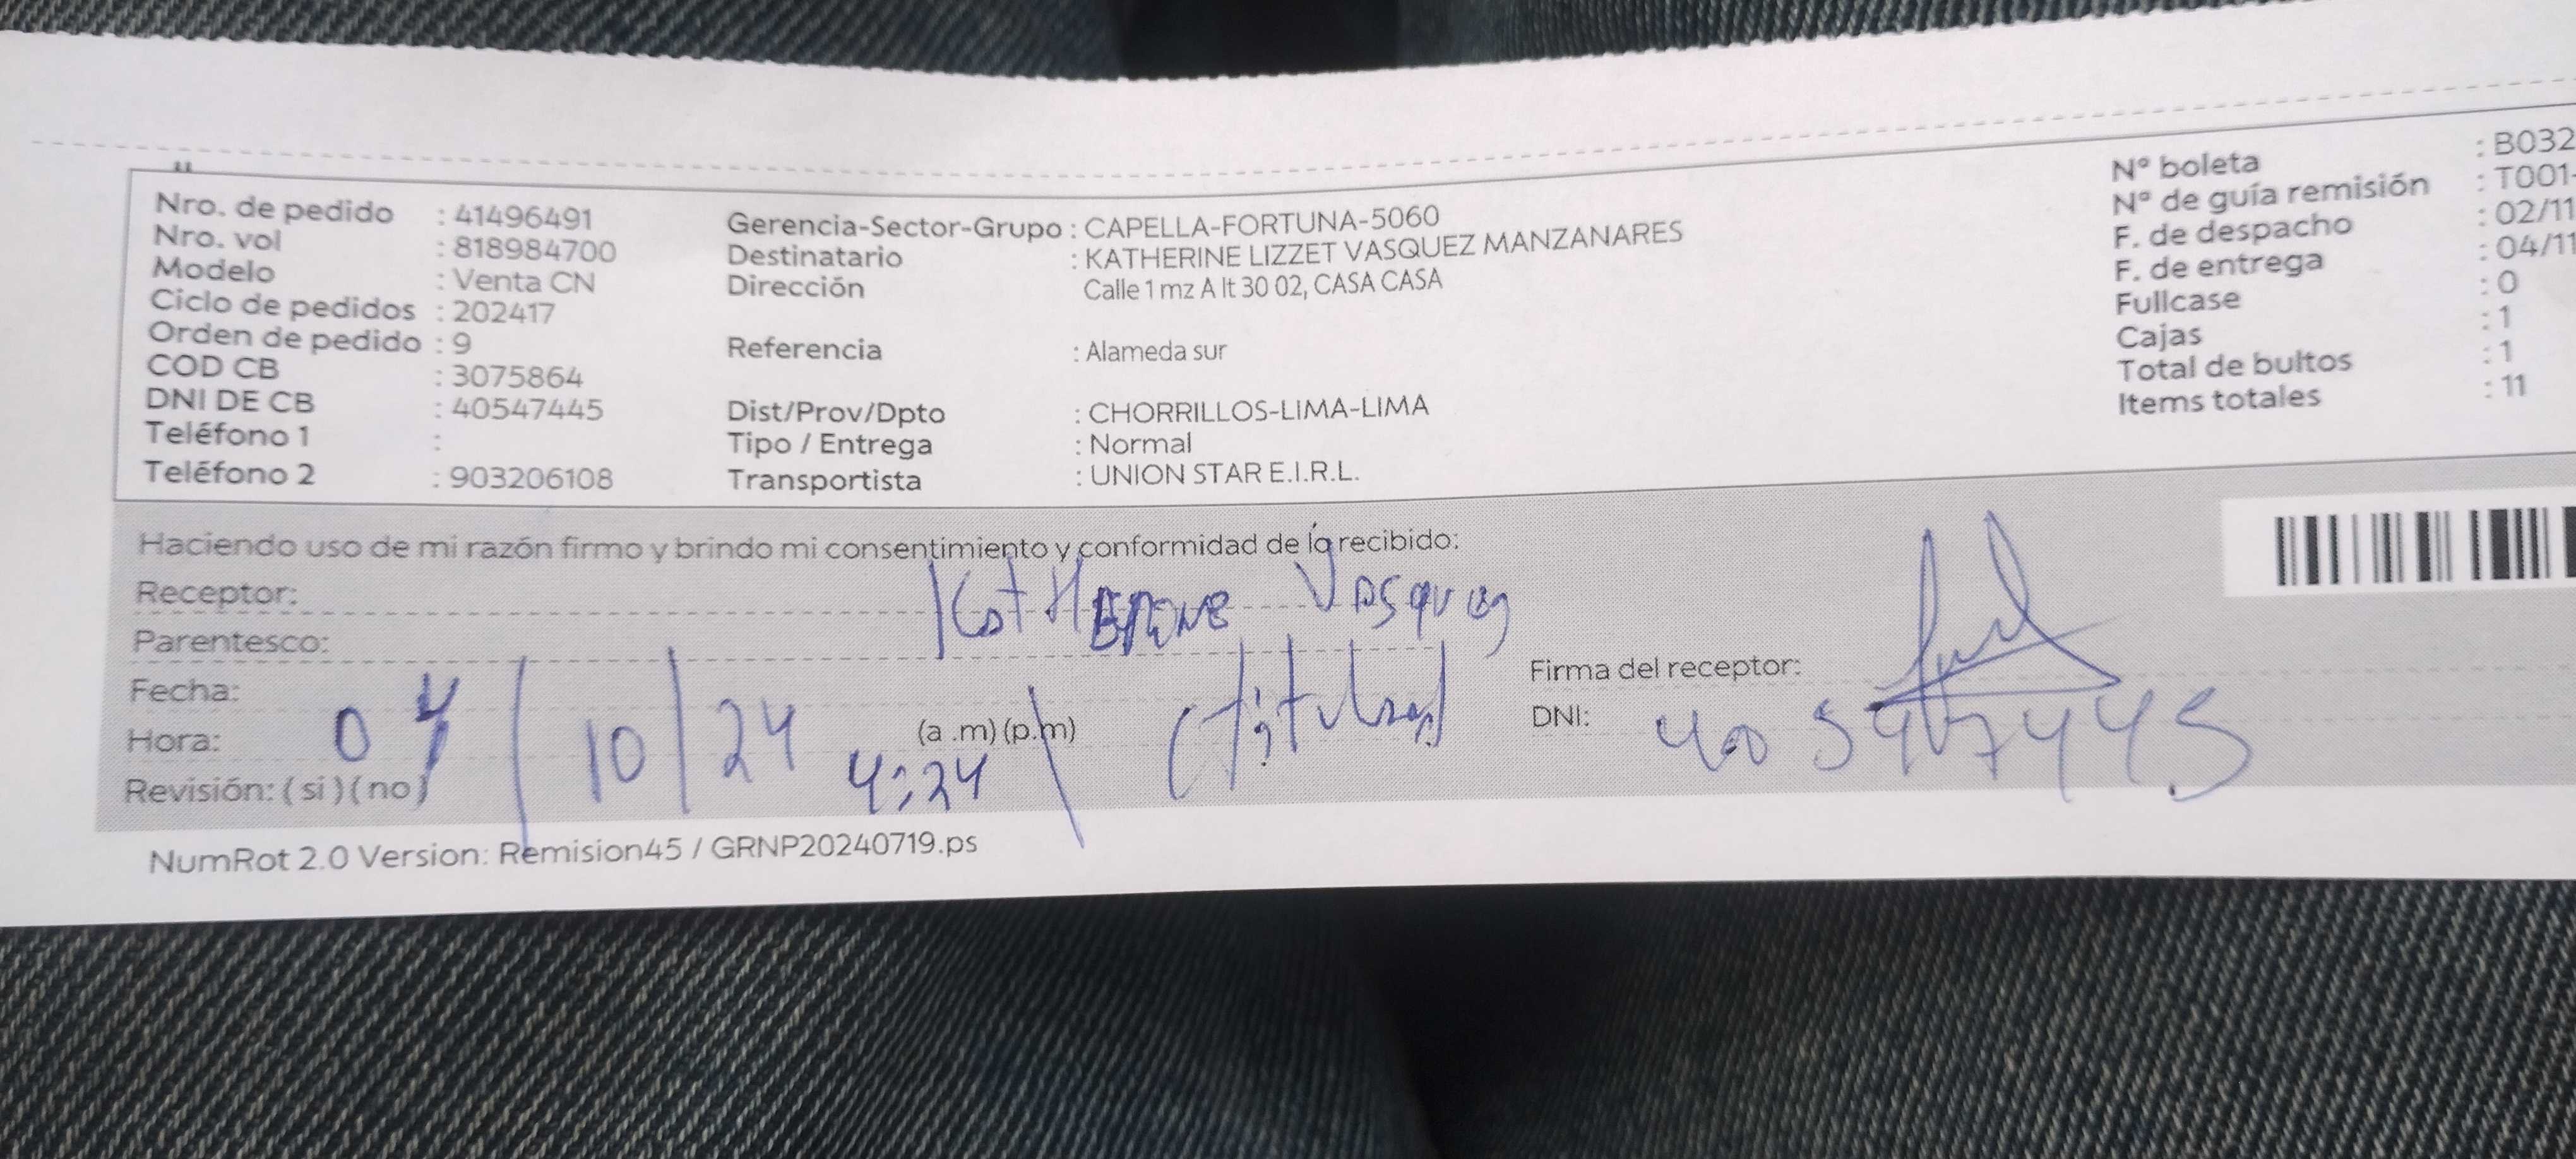 Nro. de pedido : 41496491
Nro. vol : 818984700
Modelo : Venta CN
Ciclo de pedidos : 202417
Orden de pedido : 9
COD CB : 3075864
DNI DE CB : 40547445
Teléfono 1 :
Teléfono 2 : 903206108
Gerencia-Sector-Grupo : CAPELLA-FORTUNA-5060
Destinatario : KATHERINE LIZZET VASQUEZ MANZANARES
Dirección Calle 1 mz A lt 30 02, CASA CASA
Referencia : Alameda sur
Dist/Prov/Dpto : CHORRILLOS-LIMA-LIMA
Tipo / Entrega : Normal
Transportista : UNION STAR E.I.R.L.
Nº boleta : B032
Nº de guía remisión : T001-
F. de despacho : 02/11
F. de entrega : 04/11
Fullcase : 0
Cajas : 1
Total de bultos : 1
Items totales : 11
Haciendo uso de mi razón firmo y brindo mi consentimiento y conformidad de lo recibido:
Receptor:
Parentesco:
Fecha:
Hora: (a .m) (p.m)
Revisión: ( si ) ( no )
04/10/24
4:24
(titular)
Firma del receptor:
DNI:
NumRot 2.0 Version: Remision45 / GRNP20240719.ps